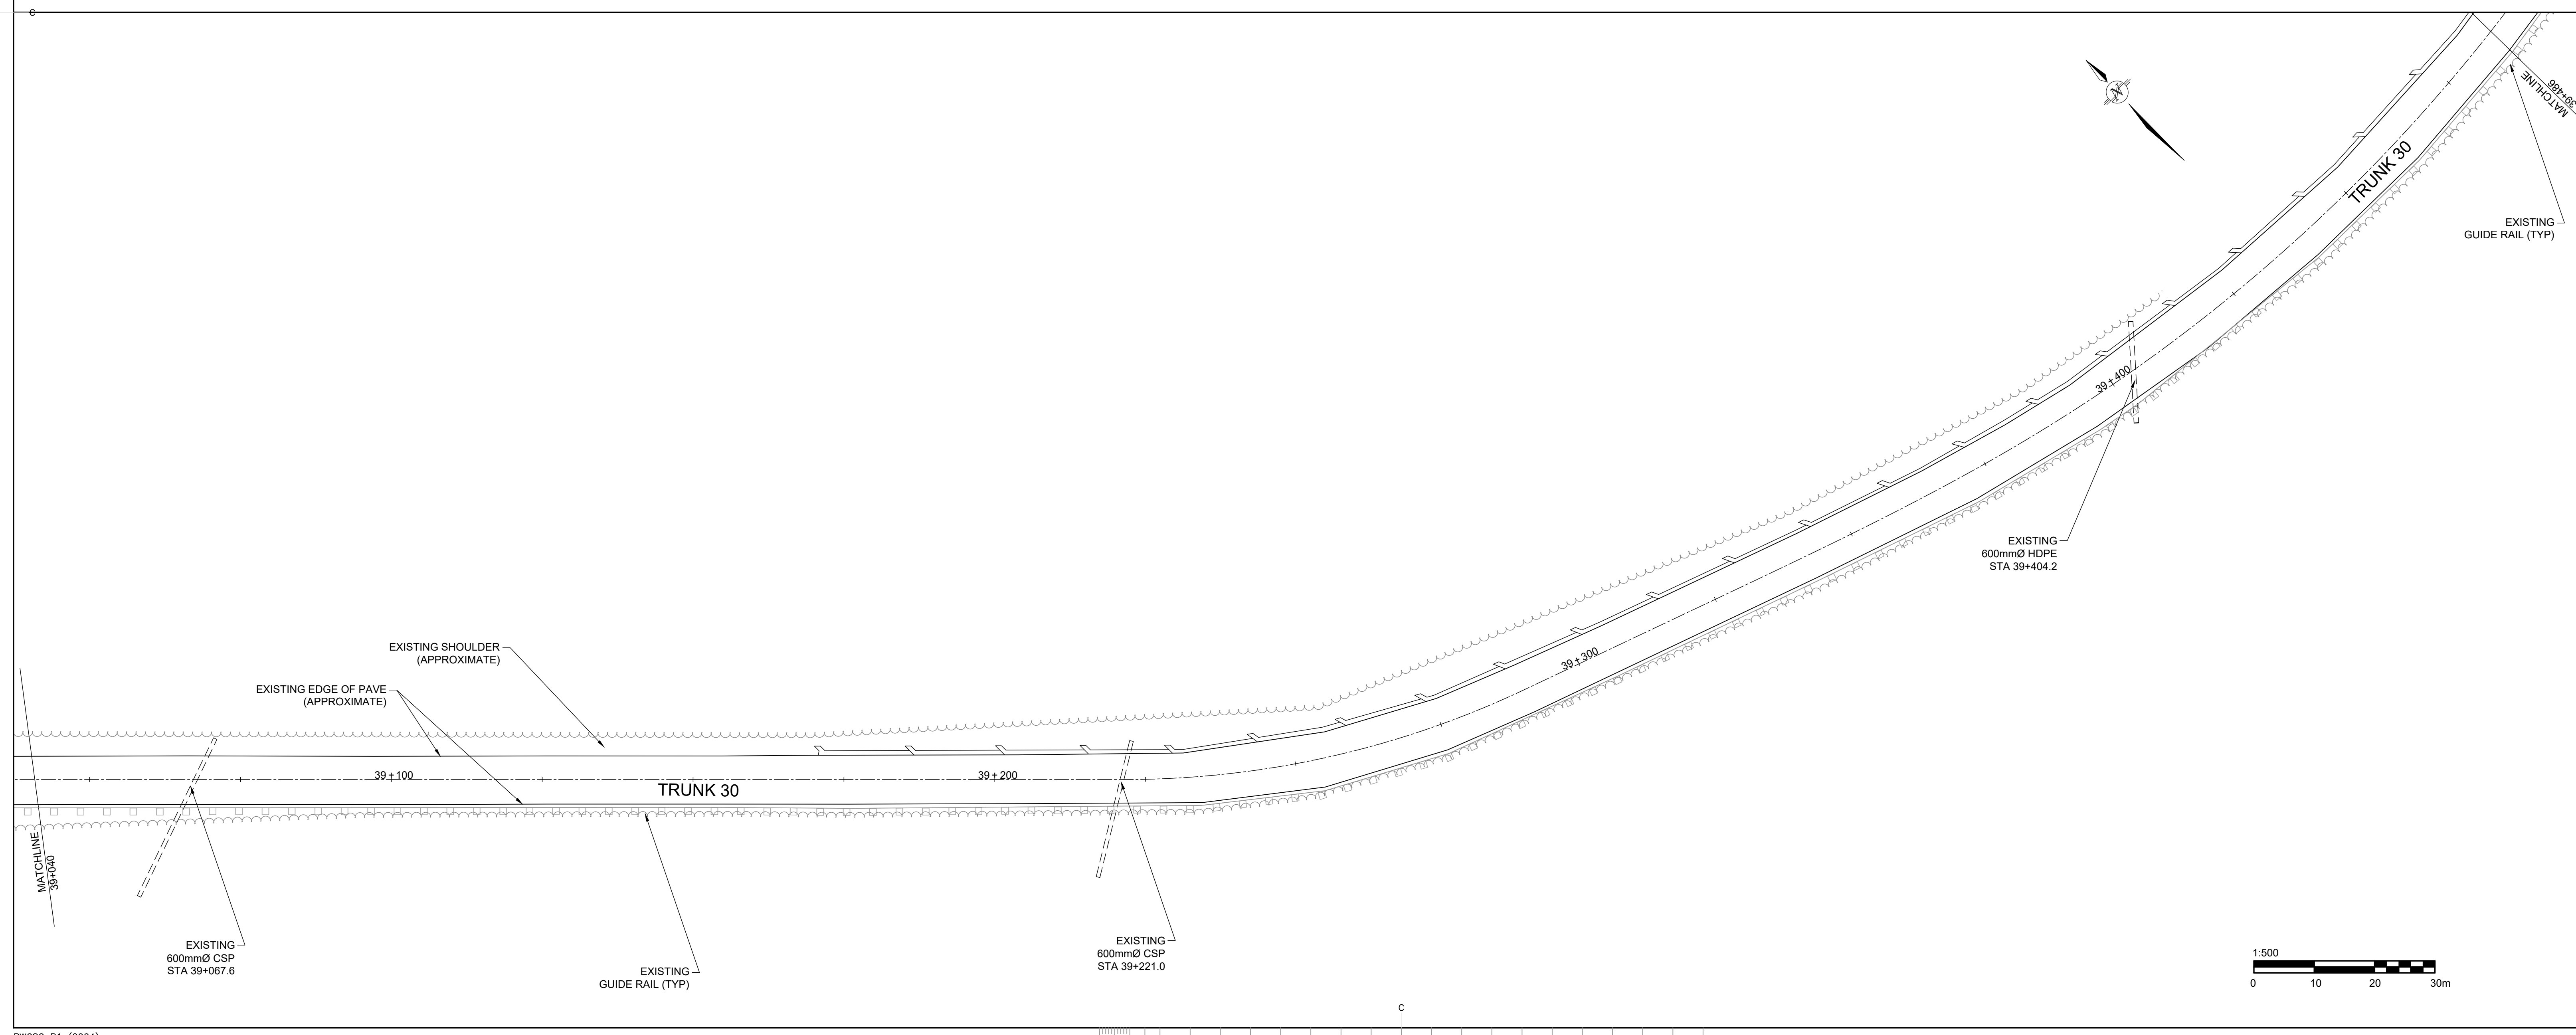 C
N
MATCHLINE
39+486
TRUNK 30
EXISTING
GUIDE RAIL (TYP)
39+400
EXISTING
600mmØ HDPE
STA 39+404.2
39+300
EXISTING SHOULDER
(APPROXIMATE)
EXISTING EDGE OF PAVE
(APPROXIMATE)
39+100
39+200
TRUNK 30
MATCHLINE
39+040
EXISTING
600mmØ CSP
STA 39+067.6
EXISTING
GUIDE RAIL (TYP)
EXISTING
600mmØ CSP
STA 39+221.0
1:500
0 10 20 30m
C